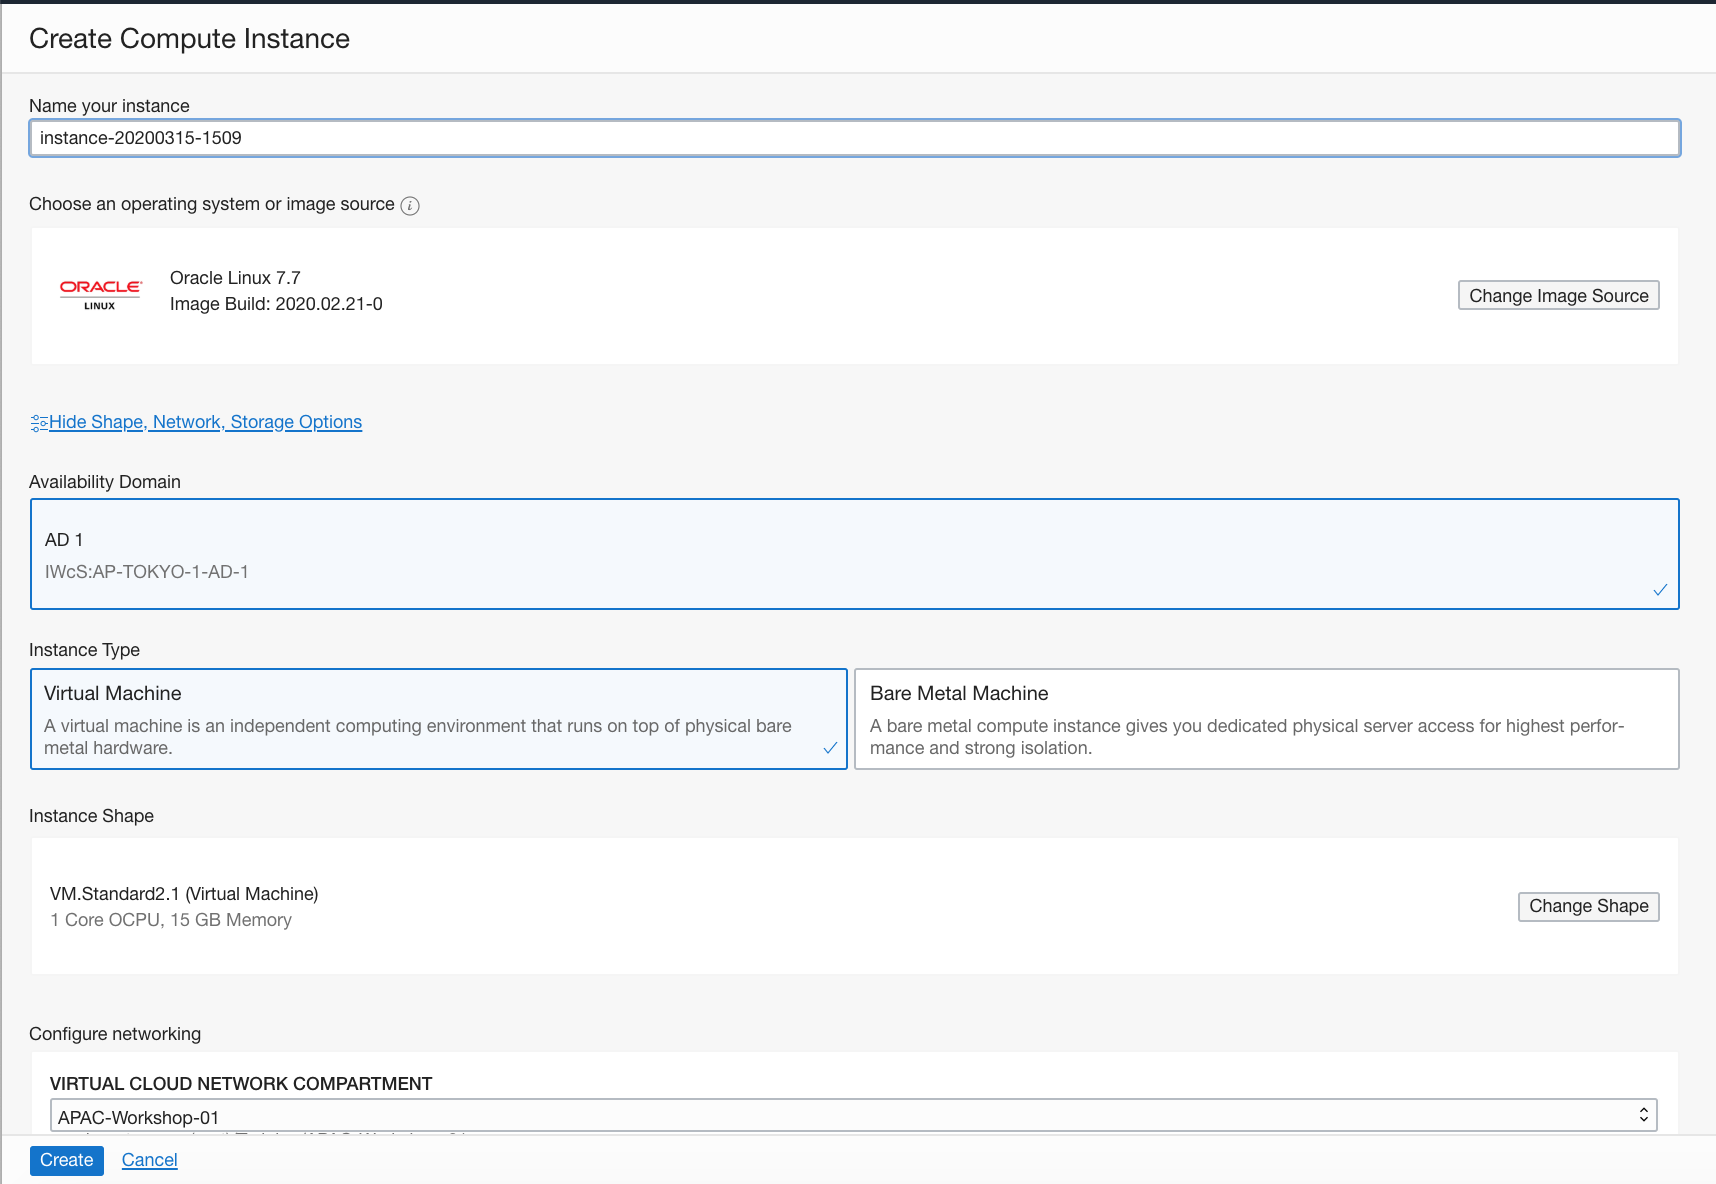 Create Compute Instance
Name your instance
instance-20200315-1509
Choose an operating system or image source i
ORACLE
LINUX
Oracle Linux 7.7
Image Build: 2020.02.21-0
Change Image Source
Hide Shape, Network, Storage Options
Availability Domain
AD 1
IWcS:AP-TOKYO-1-AD-1
Instance Type
Virtual Machine
A virtual machine is an independent computing environment that runs on top of physical bare
metal hardware.
Bare Metal Machine
A bare metal compute instance gives you dedicated physical server access for highest perfor-
mance and strong isolation.
Instance Shape
VM.Standard2.1 (Virtual Machine)
1 Core OCPU, 15 GB Memory
Change Shape
Configure networking
VIRTUAL CLOUD NETWORK COMPARTMENT
APAC-Workshop-01
Create Cancel